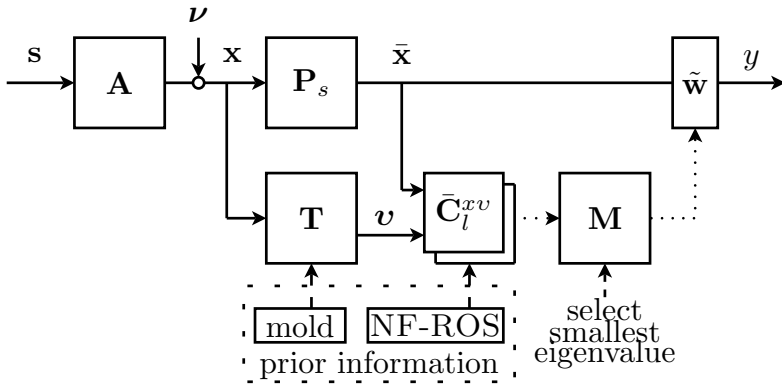 ν
s
A
x
P_s
x̄
w̃
y
T
υ
C̄_l^{xυ}
M
mold
NF-ROS
prior information
select
smallest
eigenvalue